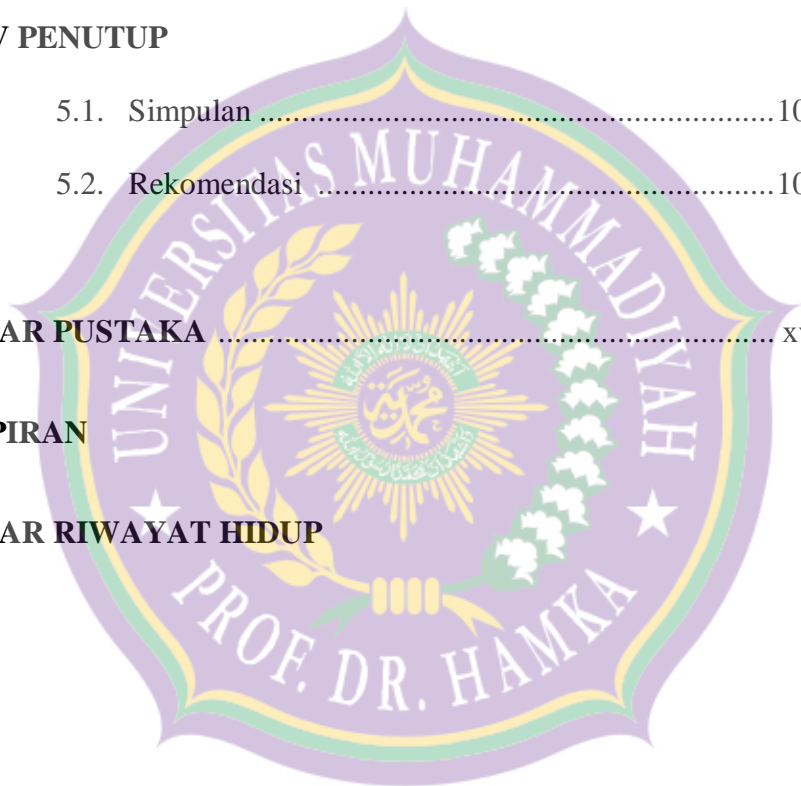 V PENUTUP
5.1. Simpulan ........................................................ 10
5.2. Rekomendasi ................................................. 10
AR PUSTAKA ................................................................ x
PIRAN
AR RIWAYAT HIDUP
UNIVERSITAS MUHAMMADIYAH
PROF. DR. HAMKA
محمدية